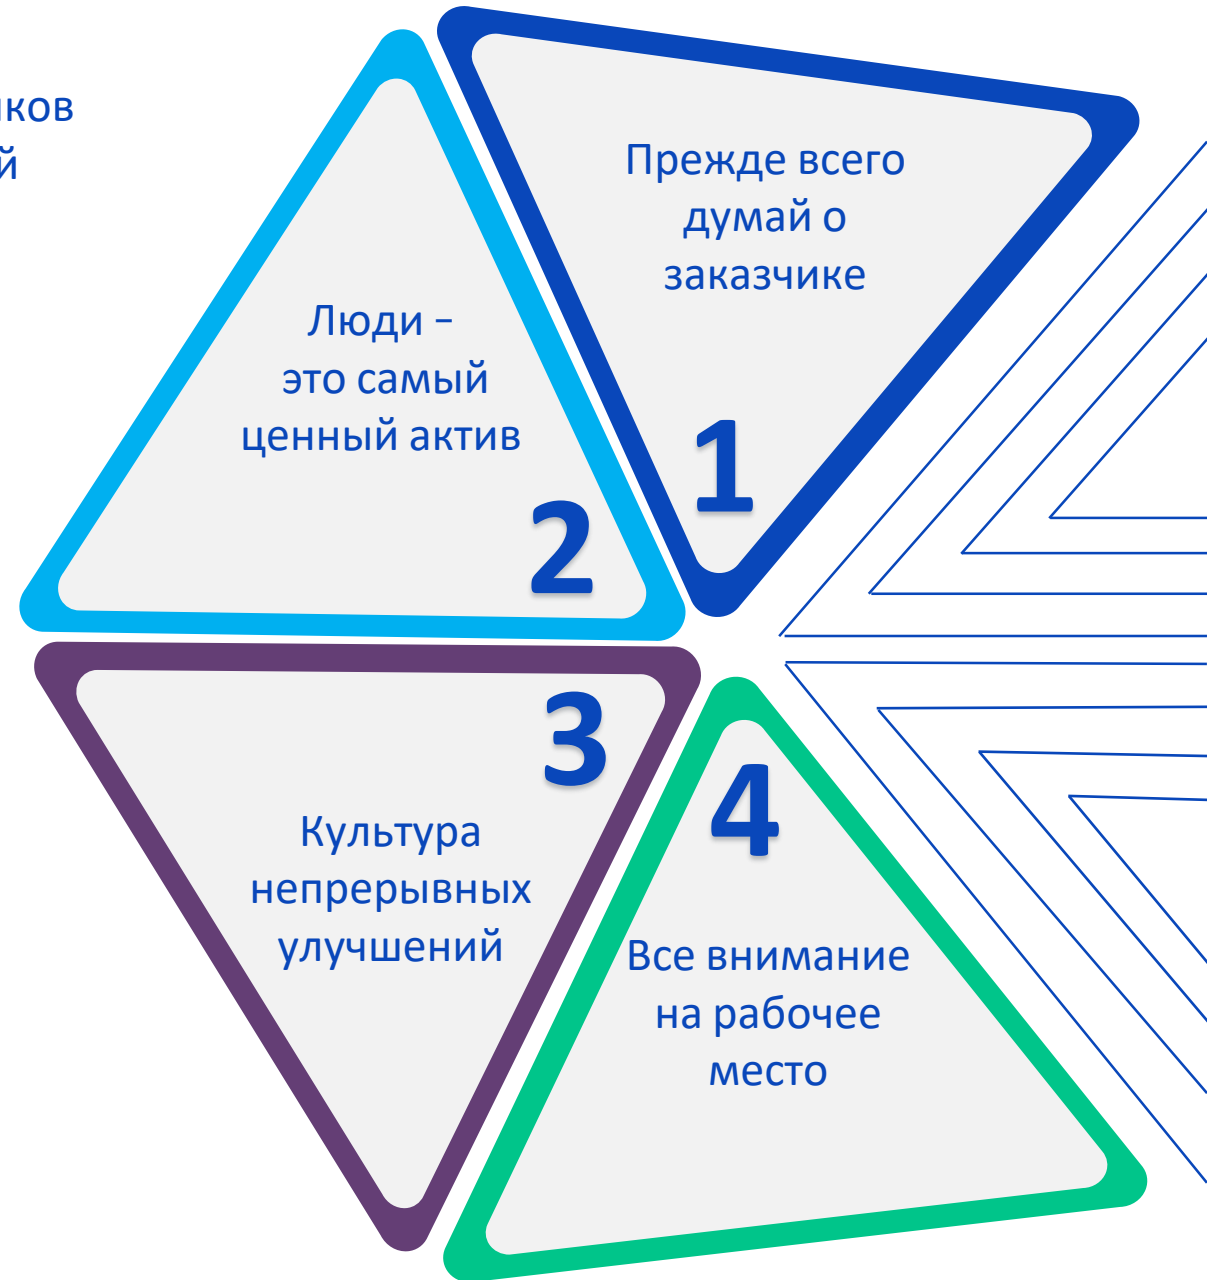 Прежде всего
думай о
заказчике
1
Люди –
это самый
ценный актив
2
3
Культура
непрерывных
улучшений
4
Все внимание
на рабочее
место